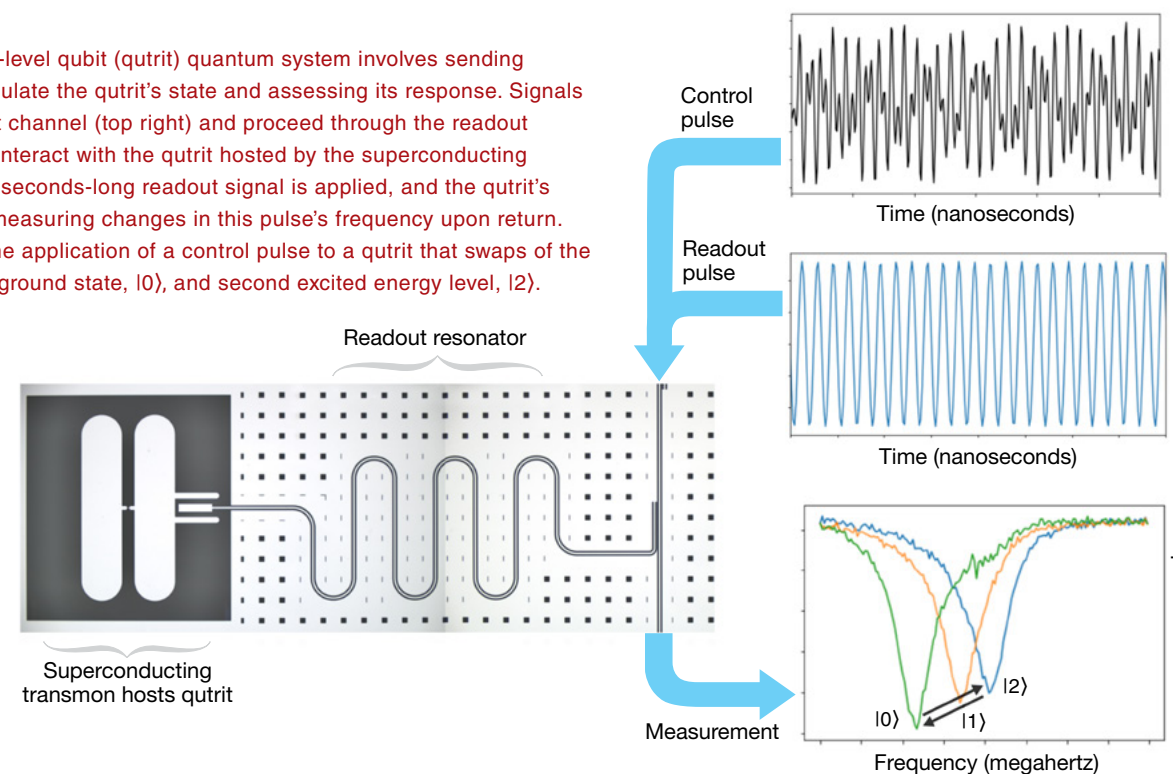 -level qubit (qutrit) quantum system involves sending
ulate the qutrit's state and assessing its response. Signals
t channel (top right) and proceed through the readout
nteract with the qutrit hosted by the superconducting
seconds-long readout signal is applied, and the qutrit's
measuring changes in this pulse's frequency upon return.
ne application of a control pulse to a qutrit that swaps of the
ground state, |0⟩, and second excited energy level, |2⟩.
Control
pulse
Time (nanoseconds)
Readout
pulse
Time (nanoseconds)
Readout resonator
Superconducting
transmon hosts qutrit
Measurement
|0⟩
|1⟩
|2⟩
Frequency (megahertz)